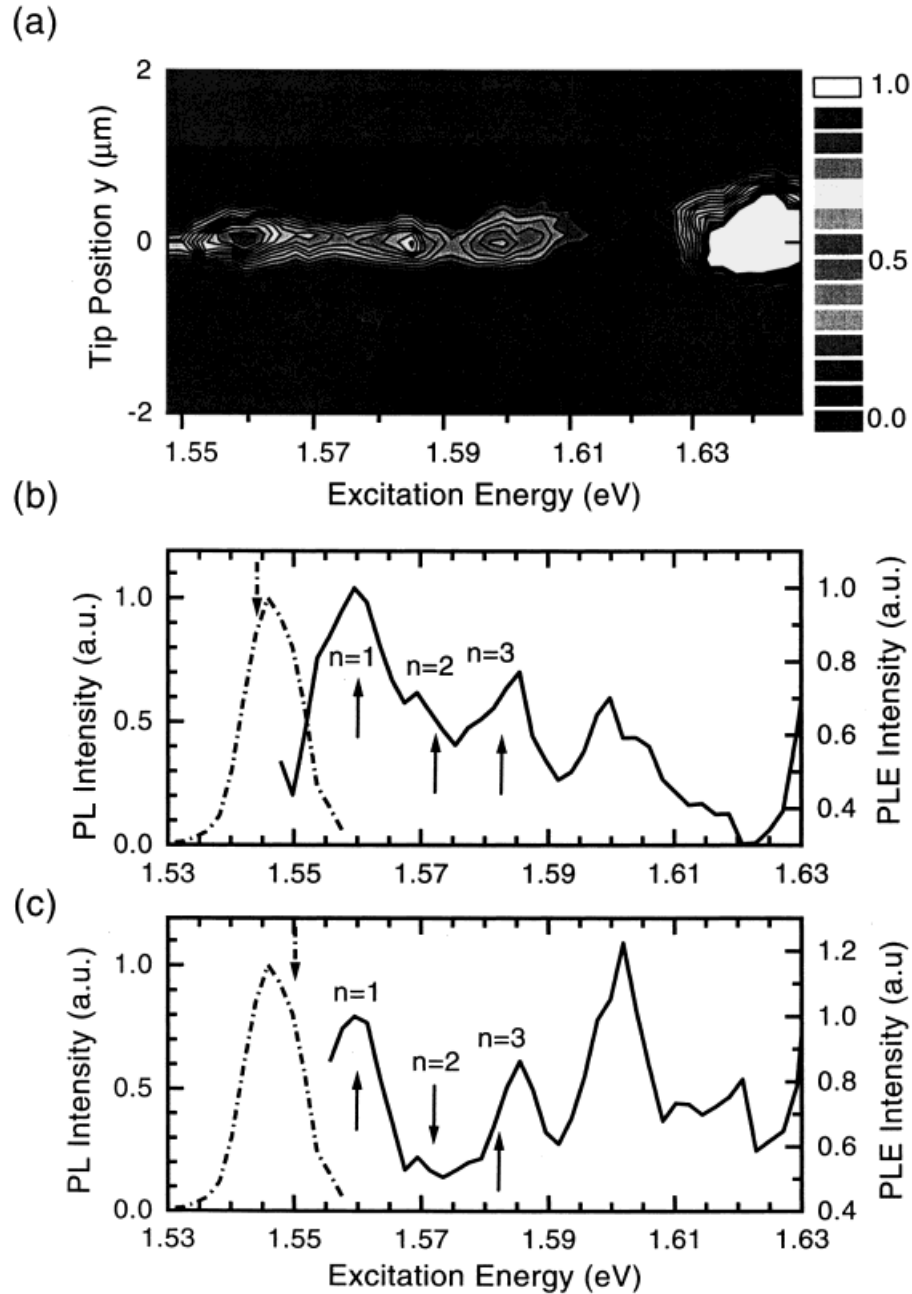 (a)
2
0
-2
Tip Position y (μm)
1.55 1.57 1.59 1.61 1.63
Excitation Energy (eV)
1.0
0.5
0.0
(b)
PL Intensity (a.u.)
1.0
0.5
0.0
n=1
n=2
n=3
1.0
0.8
0.6
0.4
PLE Intensity (a.u.)
1.53 1.55 1.57 1.59 1.61 1.63
(c)
PL Intensity (a.u.)
1.0
0.5
0.0
n=1
n=2
n=3
1.2
1.0
0.8
0.6
0.4
PLE Intensity (a.u)
1.53 1.55 1.57 1.59 1.61 1.63
Excitation Energy (eV)